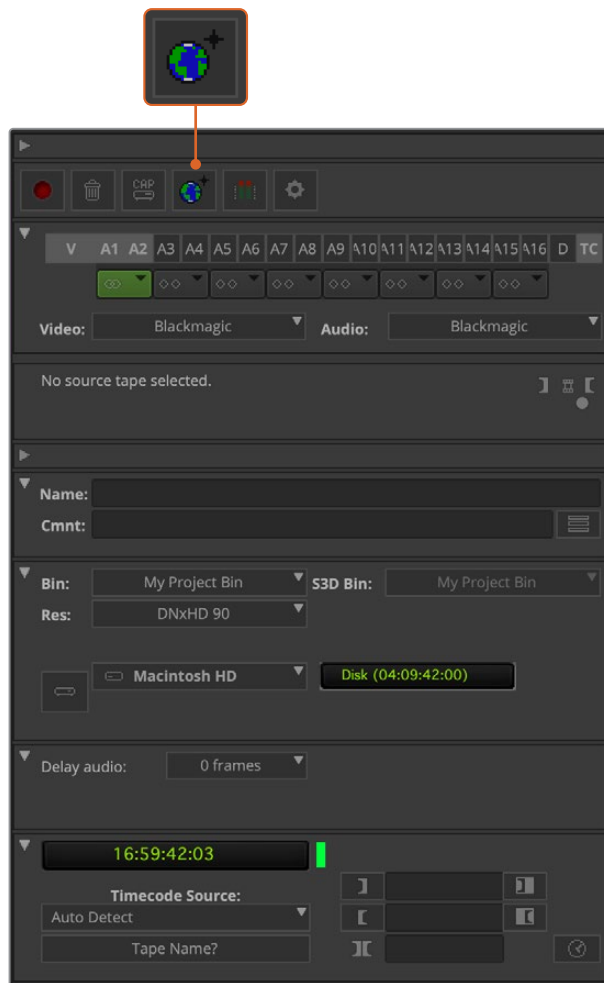 CAP
V A1 A2 A3 A4 A5 A6 A7 A8 A9 A10 A11 A12 A13 A14 A15 A16 D TC
Video: Blackmagic Audio: Blackmagic
No source tape selected.
Name:
Cmnt:
Bin: My Project Bin S3D Bin: My Project Bin
Res: DNxHD 90
Macintosh HD Disk (04:09:42:00)
Delay audio: 0 frames
16:59:42:03
Timecode Source:
Auto Detect
Tape Name?